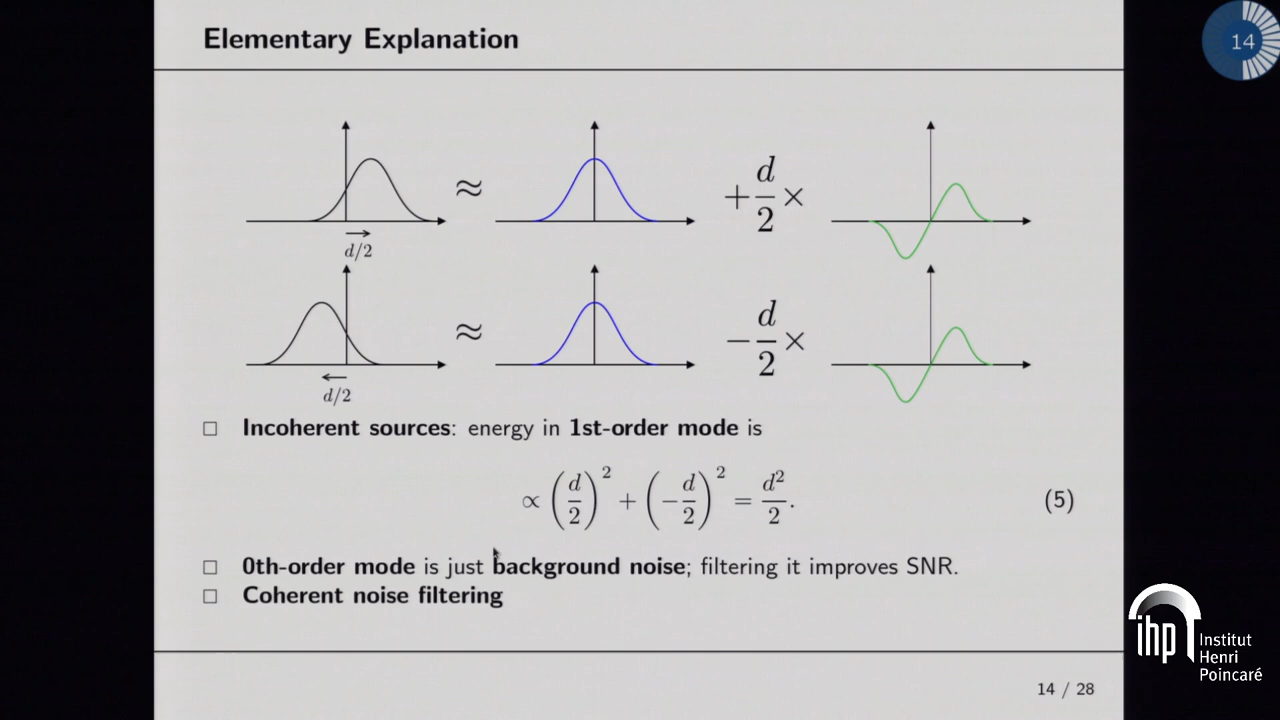 Elementary Explanation
14
≈ + d/2 ×
d/2
≈ − d/2 ×
d/2
□ Incoherent sources: energy in 1st-order mode is
∝ (d/2)² + (−d/2)² = d²/2. (5)
□ 0th-order mode is just background noise; filtering it improves SNR.
□ Coherent noise filtering
14 / 28
ihp Institut
Henri
Poincaré